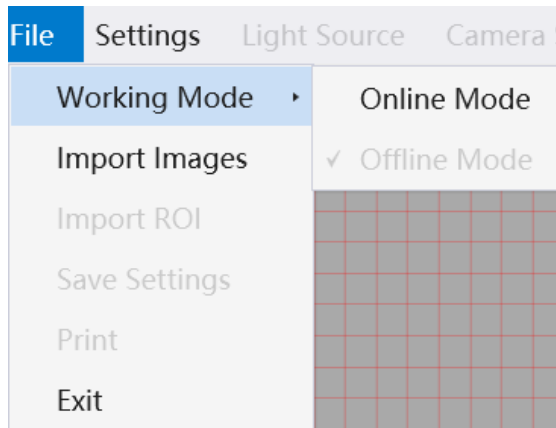 File Settings Light Source Camera
Working Mode Online Mode
Import Images ✓ Offline Mode
Import ROI
Save Settings
Print
Exit